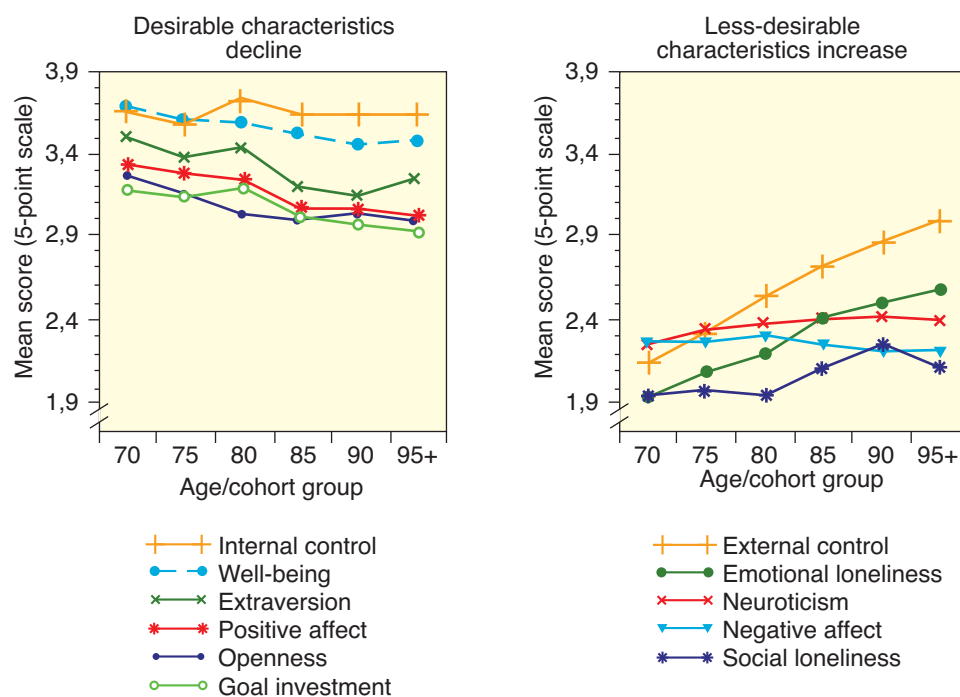 Desirable characteristics
decline
Mean score (5-point scale)
3,9
3,4
2,9
2,4
1,9
70 75 80 85 90 95+
Age/cohort group
Internal control
Well-being
Extraversion
Positive affect
Openness
Goal investment
Less-desirable
characteristics increase
Mean score (5-point scale)
3,9
3,4
2,9
2,4
1,9
70 75 80 85 90 95+
Age/cohort group
External control
Emotional loneliness
Neuroticism
Negative affect
Social loneliness